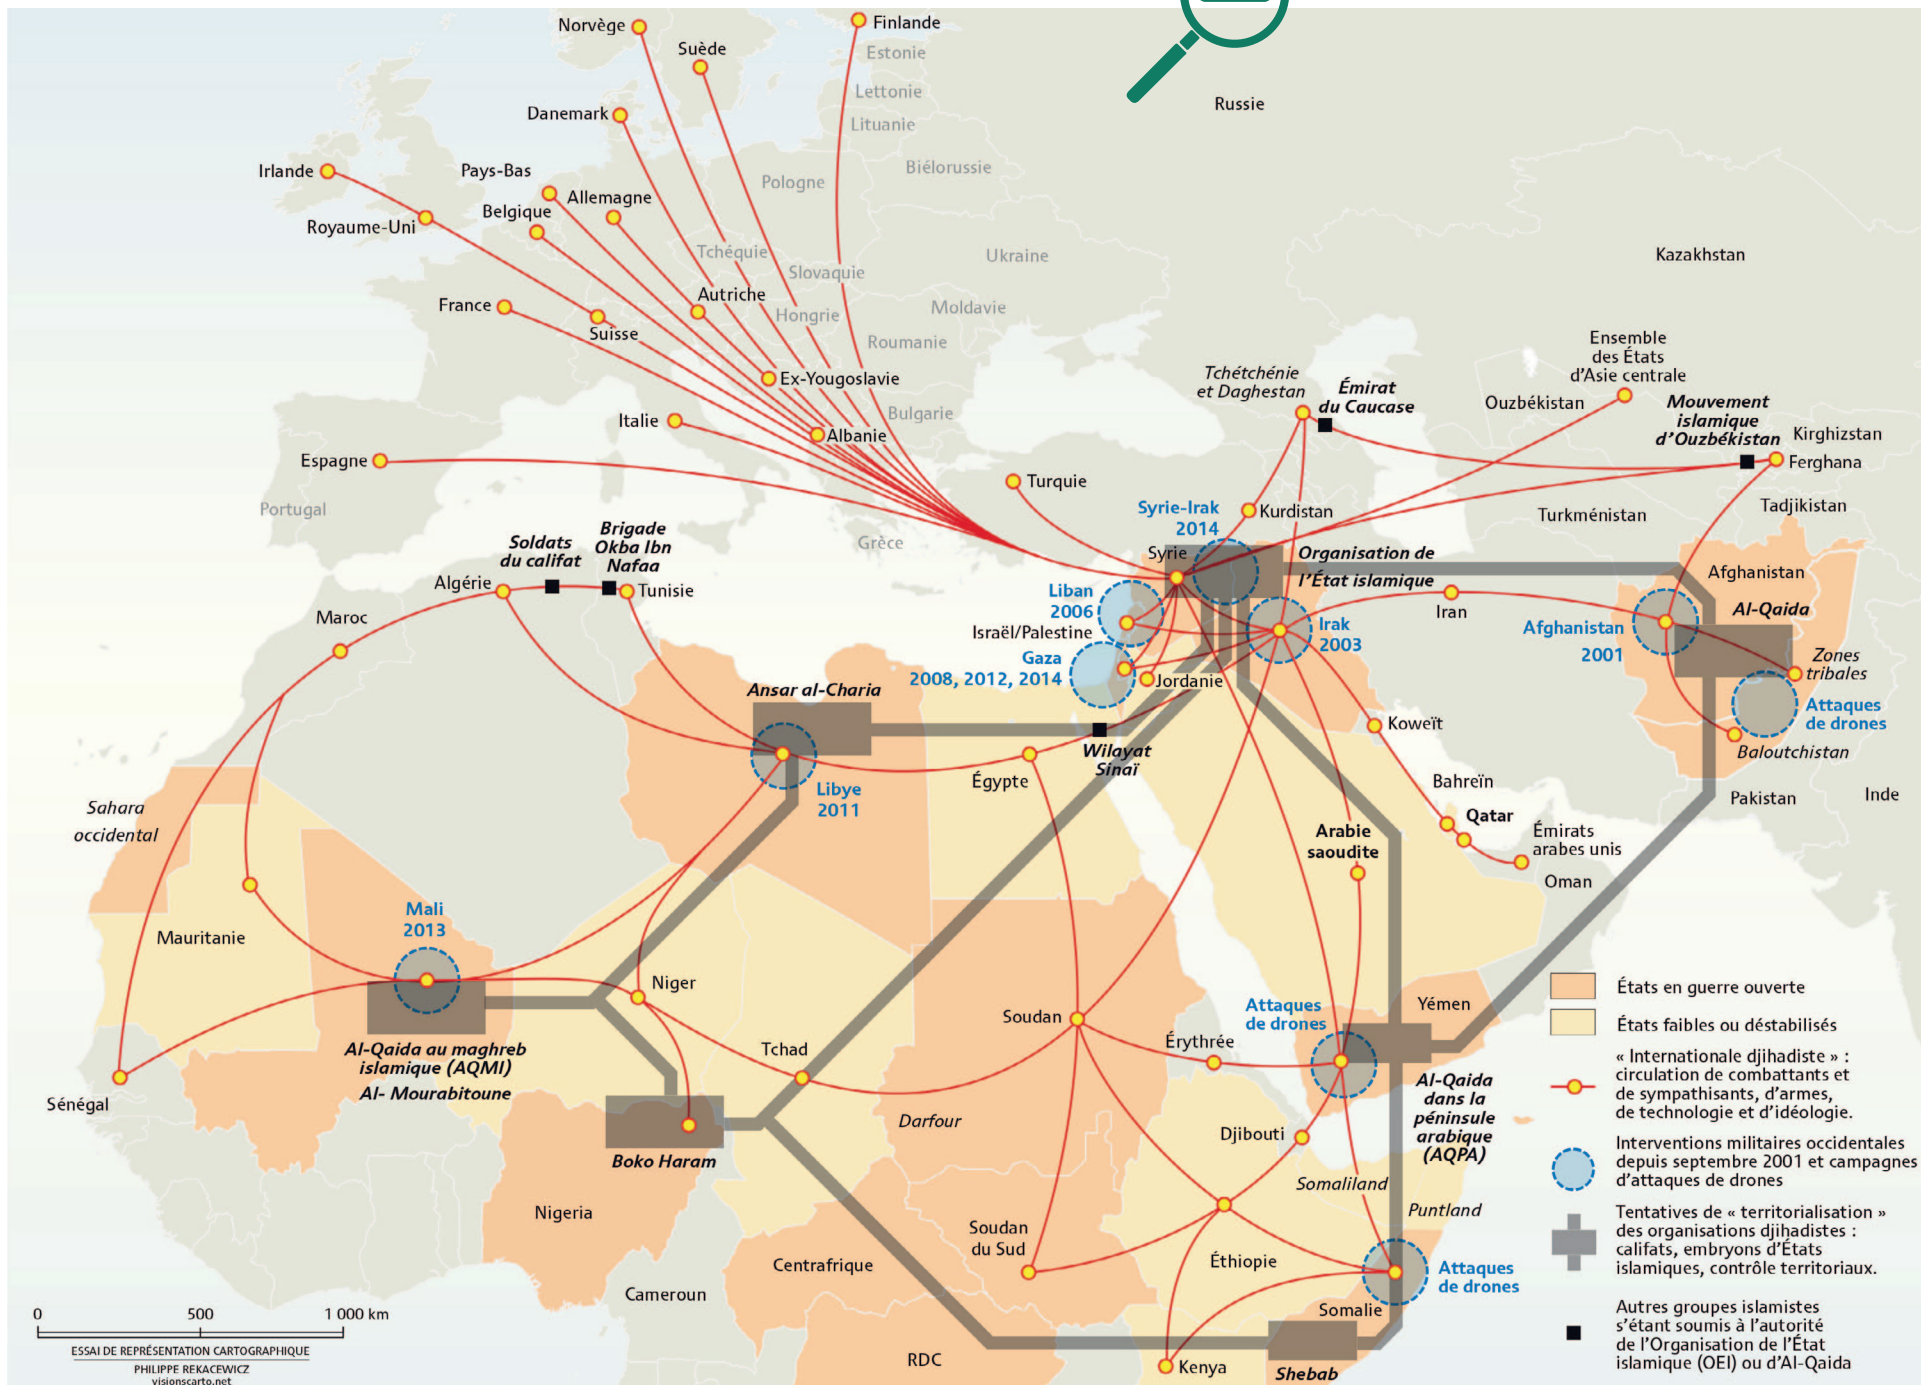 Norvège
Finlande
Suède
Estonie
Lettonie
Russie
Danemark
Lituanie
Irlande
Pays-Bas
Biélorussie
Pologne
Allemagne
Belgique
Royaume-Uni
Tchéquie
Ukraine
Kazakhstan
Slovaquie
Autriche
France
Moldavie
Hongrie
Suisse
Roumanie
Ensemble
des États
d'Asie centrale
Tchétchénie
et Daghestan
Émirat
du Caucase
Ex-Yougoslavie
Ouzbékistan
Mouvement
islamique
d'Ouzbékistan
Bulgarie
Italie
Albanie
Kirghizstan
Espagne
Ferghana
Turquie
Portugal
Syrie-Irak
2014
Kurdistan
Turkménistan
Tadjikistan
Grèce
Soldats
du califat
Brigade
Okba Ibn
Nafaa
Syrie
Organisation de
l'État islamique
Afghanistan
Algérie
Tunisie
Liban
2006
Iran
Al-Qaida
Maroc
Israël/Palestine
Irak
2003
Afghanistan
2001
Gaza
2008, 2012, 2014
Zones
tribales
Jordanie
Ansar al-Charia
Attaques
de drones
Koweït
Wilayat
Sinaï
Baloutchistan
Égypte
Libye
2011
Bahreïn
Pakistan
Inde
Sahara
occidental
Qatar
Arabie
saoudite
Émirats
arabes unis
Oman
Mali
2013
Mauritanie
Niger
Soudan
Attaques
de drones
Yémen
Érythrée
Tchad
Al-Qaida au maghreb
islamique (AQMI)
Al- Mourabitoune
Sénégal
Al-Qaida
dans la
péninsule
arabique
(AQPA)
Darfour
Djibouti
Boko Haram
Somaliland
Puntland
Nigeria
Soudan
du Sud
Éthiopie
Centrafrique
Attaques
de drones
Cameroun
Somalie
RDC
Kenya
Shebab
États en guerre ouverte
États faibles ou déstabilisés
« Internationale djihadiste » :
circulation de combattants et
de sympathisants, d'armes,
de technologie et d'idéologie.
Interventions militaires occidentales
depuis septembre 2001 et campagnes
d'attaques de drones
Tentatives de « territorialisation »
des organisations djihadistes :
califats, embryons d'États
islamiques, contrôle territoriaux.
Autres groupes islamistes
s'étant soumis à l'autorité
de l'Organisation de l'État
islamique (OEI) ou d'Al-Qaida
0 500 1 000 km
ESSAI DE REPRÉSENTATION CARTOGRAPHIQUE
PHILIPPE REKACEWICZ
visionscarto.net